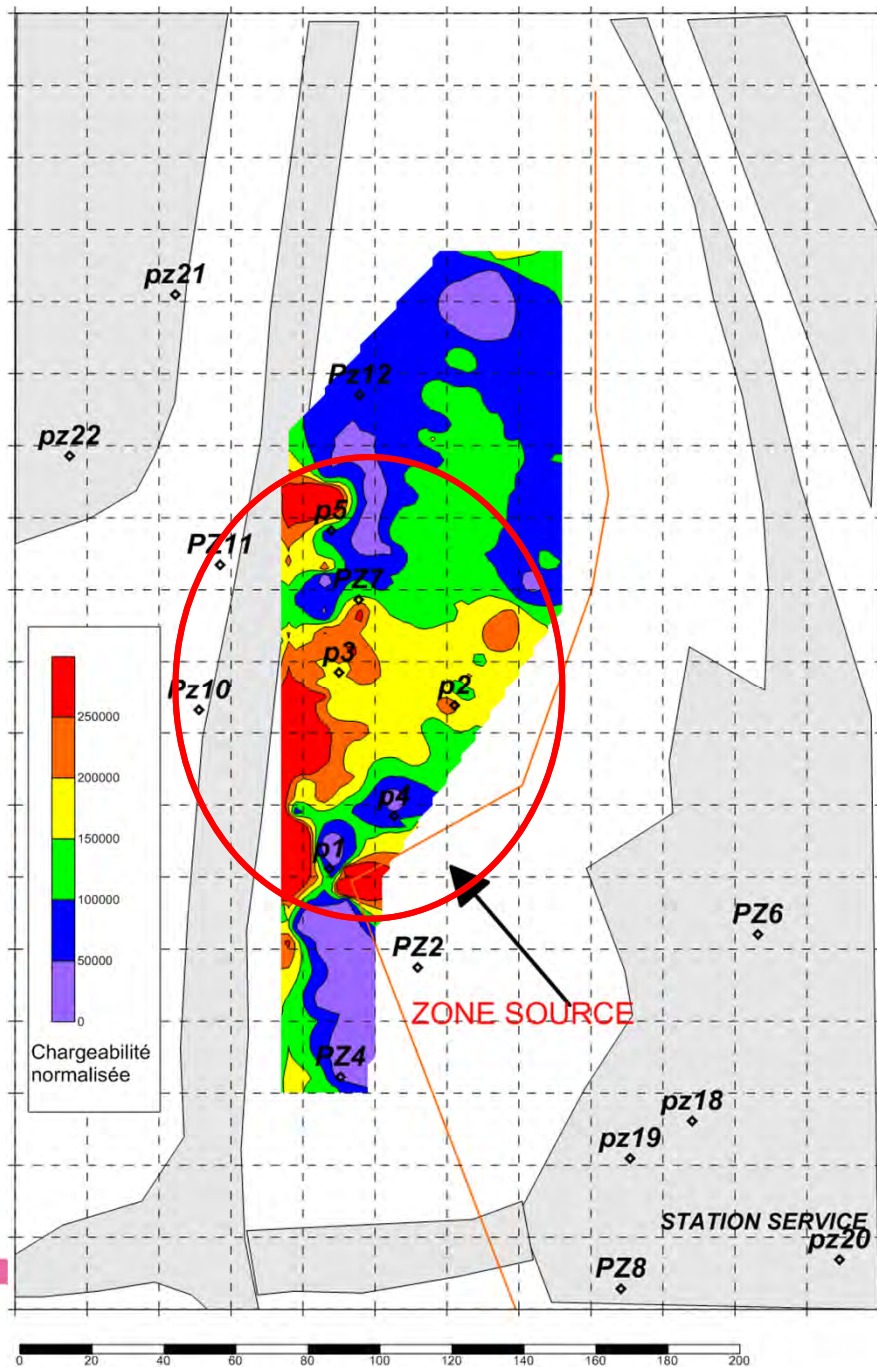 pz21
Pz12
pz22
p5
PZ11
PZ7
p3
Pz10
p2
250000
200000
p4
150000
p1
100000
PZ6
50000
PZ2
ZONE SOURCE
0
Chargeabilité
normalisée
PZ4
pz18
pz19
STATION SERVICE
pz20
PZ8
0 20 40 60 80 100 120 140 160 180 200